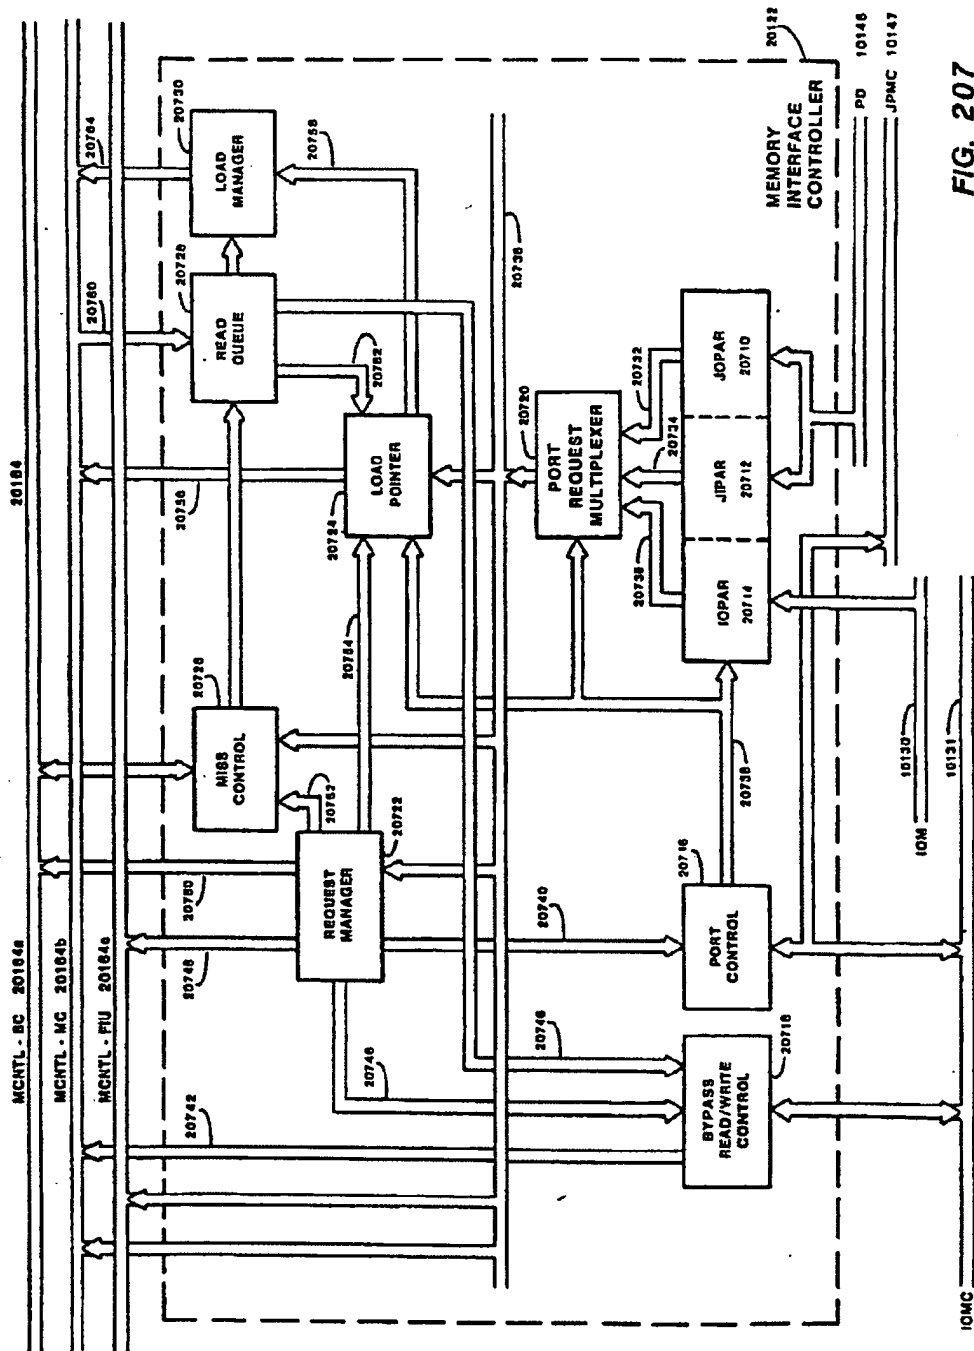 MCNTL - BC 20164a
20164
MCNTL - MC 20164b
MCNTL - FIU 20164c
20742
20748
20750
20756
20760
20764
20746
REQUEST
MANAGER
20722
20752
MISS
CONTROL
20726
20754
20724
LOAD
POINTER
20762
READ
QUEUE
20728
LOAD
MANAGER
20730
20758
20738
20740
20746
BYPASS
READ/WRITE
CONTROL
20718
PORT
CONTROL
20716
20738
PORT
REQUEST
MULTIPLEXER
20720
20736
20734
20732
IOPAR
20714
JIPAR
20712
JOPAR
20710
MEMORY
INTERFACE
CONTROLLER
20122
PD 10146
JPMC 10147
IOM
10130
IOMC
10131
FIG. 207